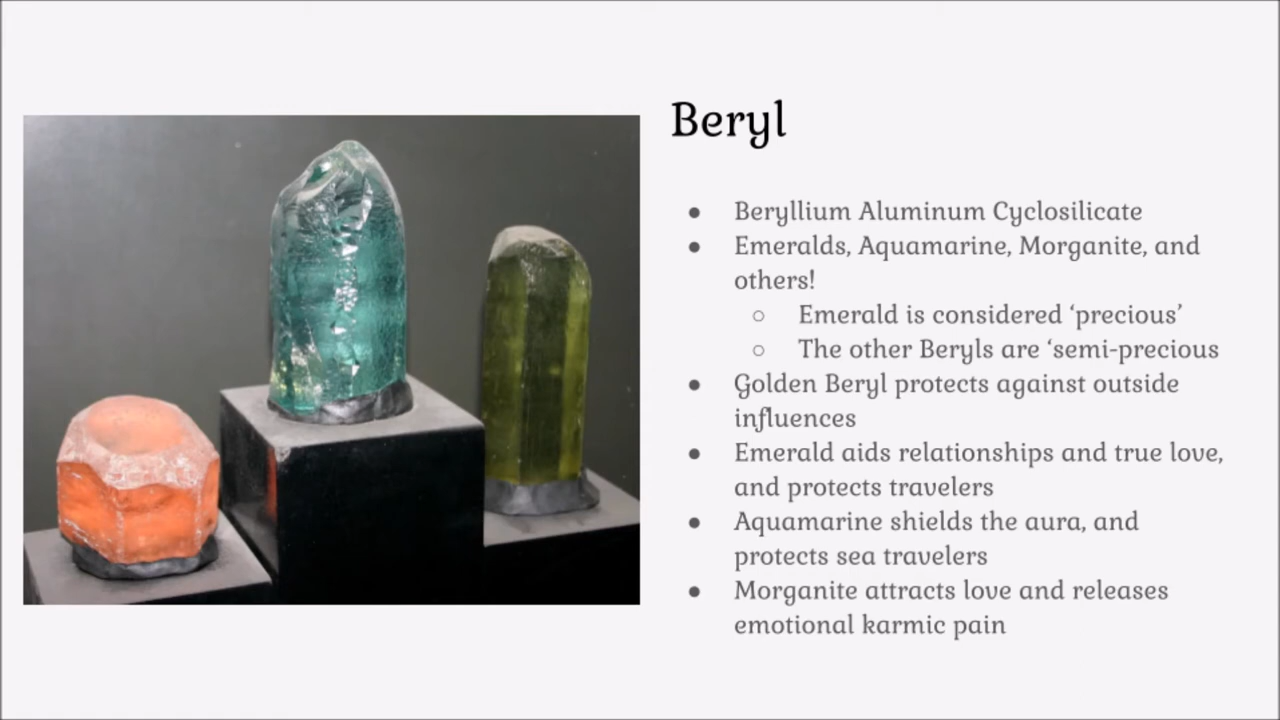 Beryl
● Beryllium Aluminum Cyclosilicate
● Emeralds, Aquamarine, Morganite, and
others!
○ Emerald is considered ‘precious’
○ The other Beryls are ‘semi-precious
● Golden Beryl protects against outside
influences
● Emerald aids relationships and true love,
and protects travelers
● Aquamarine shields the aura, and
protects sea travelers
● Morganite attracts love and releases
emotional karmic pain